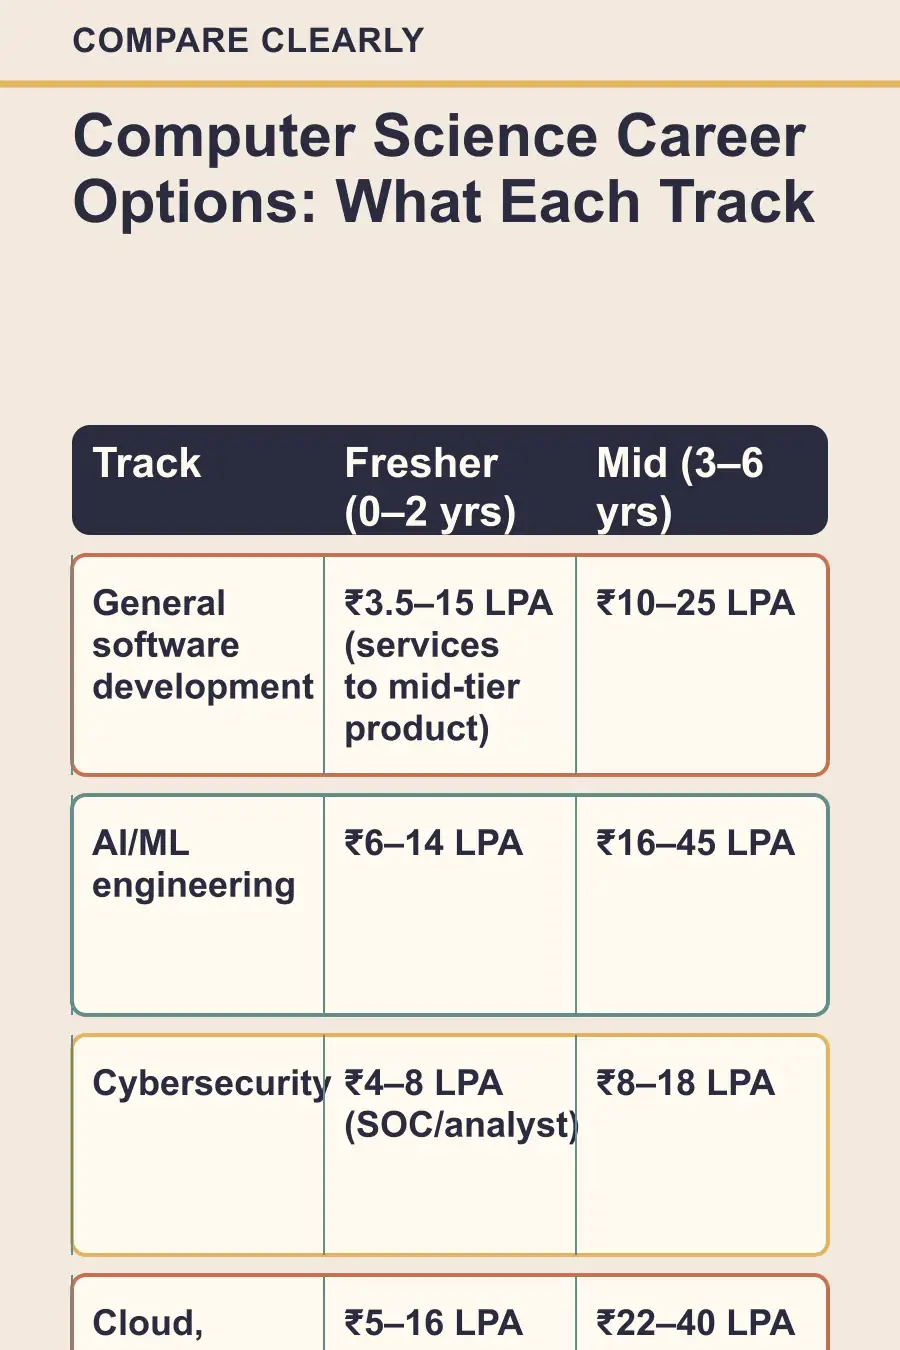 COMPARE CLEARLY
Computer Science Career
Options: What Each Track
Track
Fresher
(0–2 yrs)
Mid (3–6
yrs)
General
software
development
₹3.5–15 LPA
(services
to mid-tier
product)
₹10–25 LPA
AI/ML
engineering
₹6–14 LPA
₹16–45 LPA
Cybersecurity
₹4–8 LPA
(SOC/analyst)
₹8–18 LPA
Cloud,
₹5–16 LPA
₹22–40 LPA